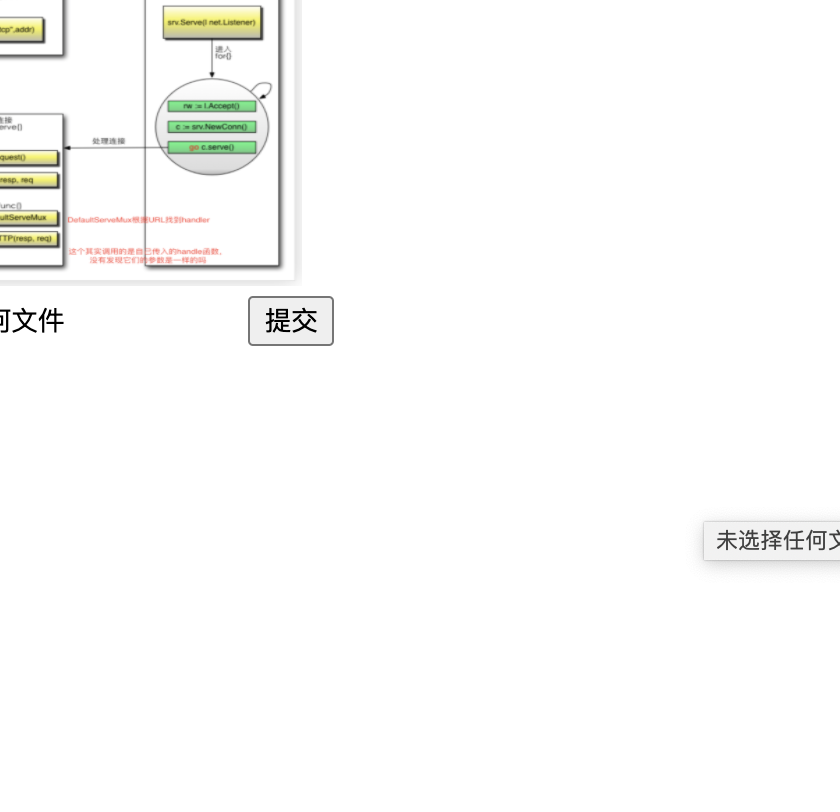 tcp",addr)
srv.Serve(l net.Listener)
进入
for{}
rw := l.Accept()
c := srv.NewConn()
go c.serve()
处理连接
连接
erve()
quest()
resp, req
unc()
ultServeMux
TTP(resp, req)
DefaultServeMux根据URL找到handler
这个其实调用的是自己传入的handle函数,
没有发现它们的参数是一样的吗
何文件
提交
未选择任何文